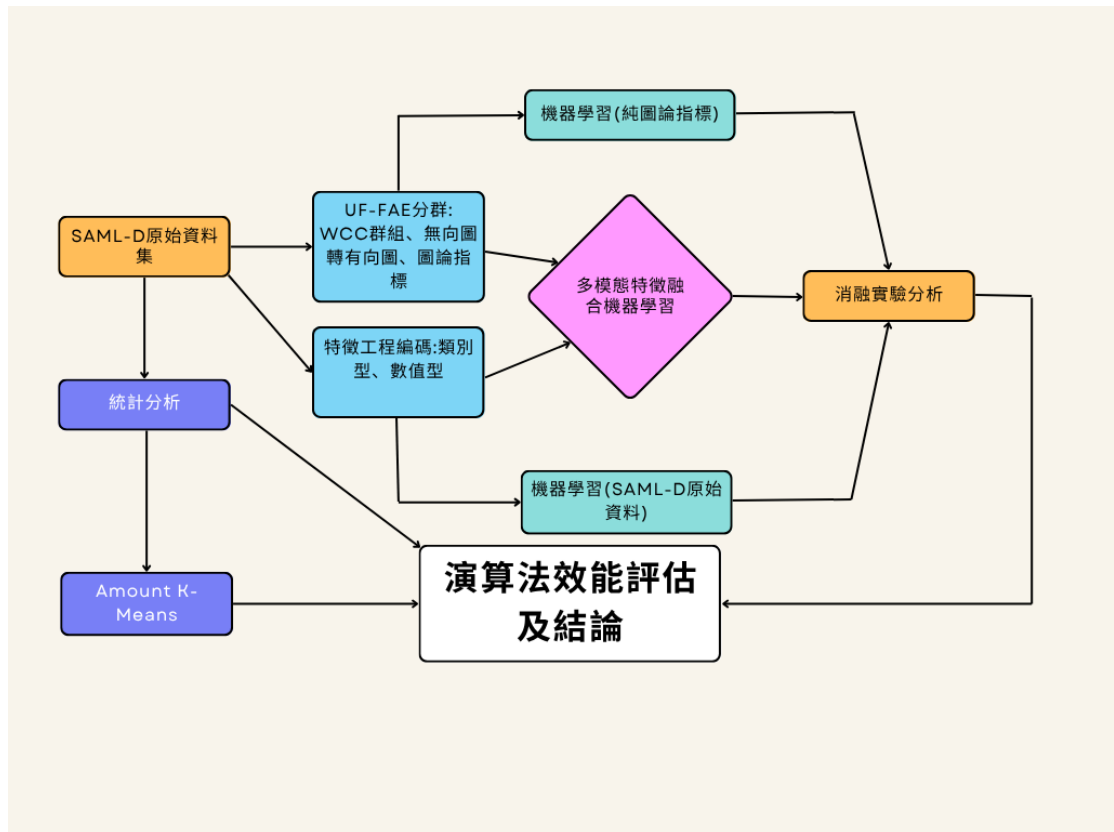 機器學習(純圖論指標)
UF-FAE分群:
WCC群組、無向圖
轉有向圖、圖論指
標
SAML-D原始資料
集
多模態特徵融
合機器學習
消融實驗分析
特徵工程編碼:類別
型、數值型
統計分析
機器學習(SAML-D原始
資料)
演算法效能評估
及結論
Amount K-
Means